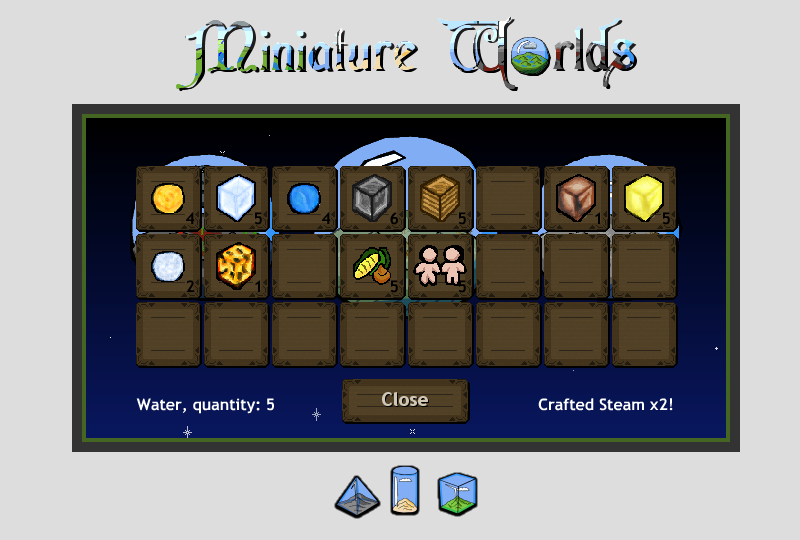 Miniature Worlds
4 5 4 6 5 1 5
2 1 5 5
Close
Water, quantity: 5
Crafted Steam x2!